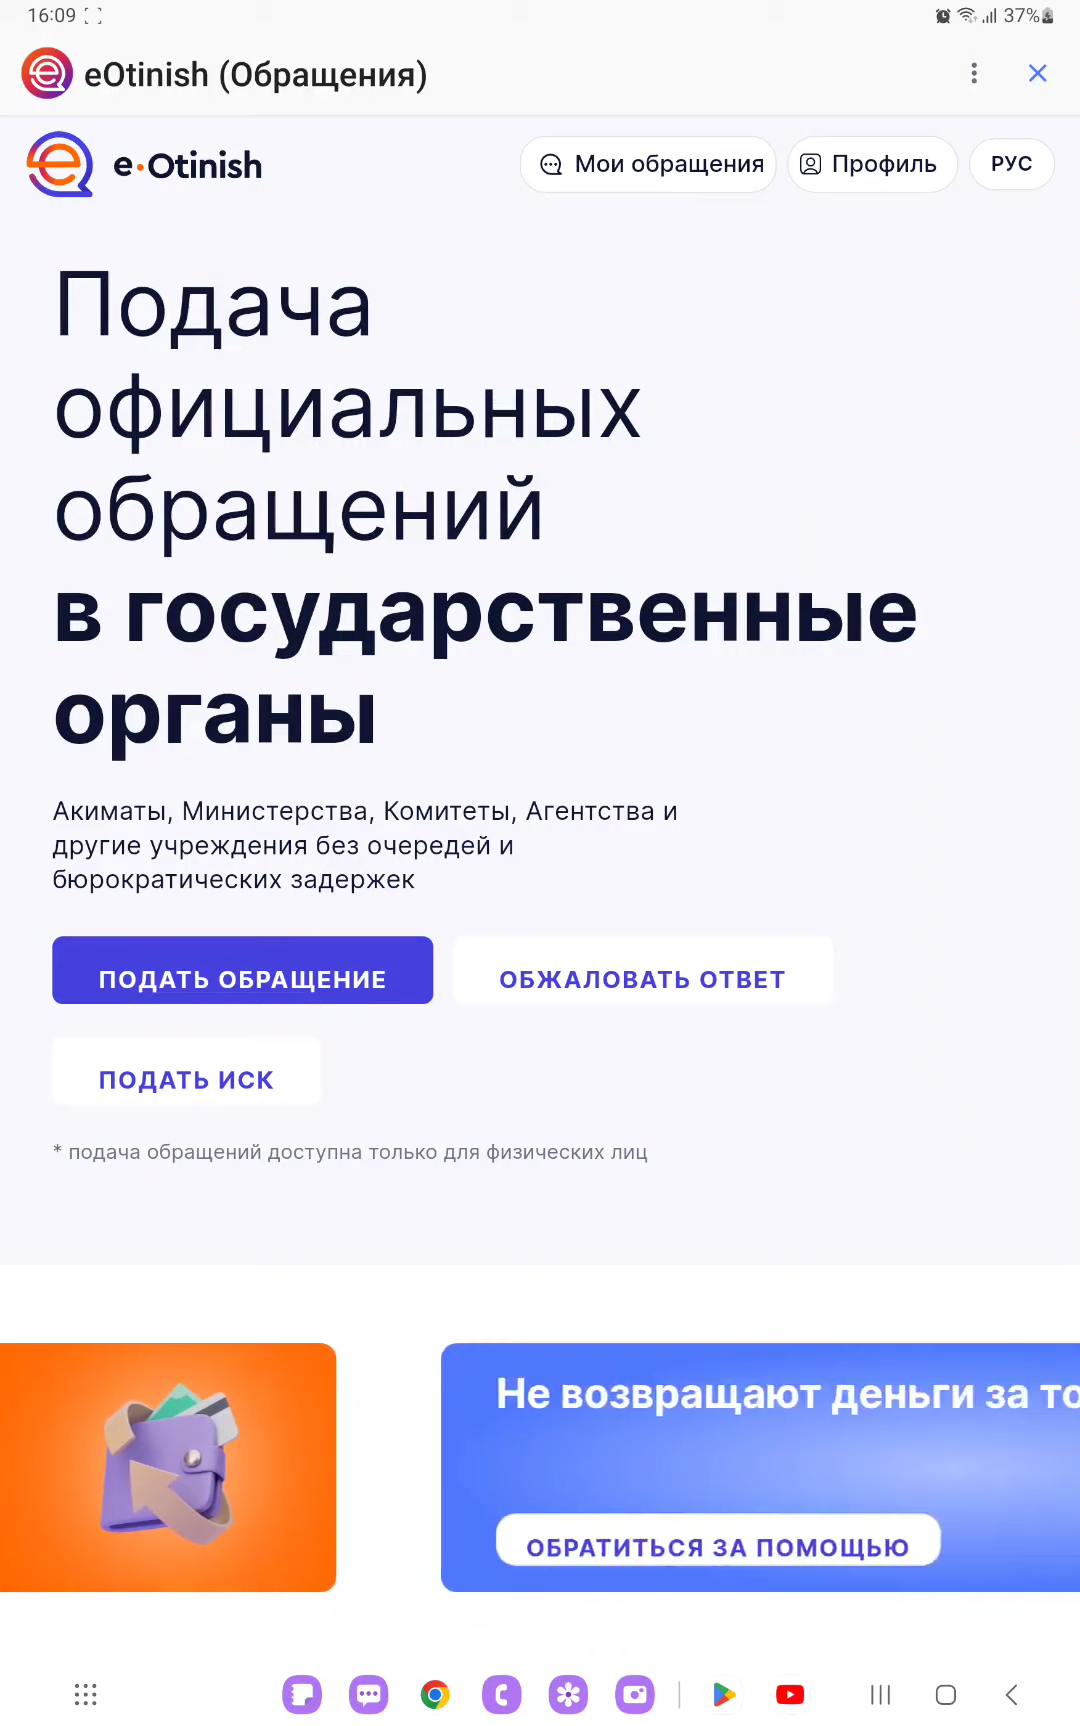 16:09
37%
eOtinish (Обращения)
e·Otinish
Мои обращения
Профиль
РУС
Подача
официальных
обращений
в государственные
органы
Акиматы, Министерства, Комитеты, Агентства и
другие учреждения без очередей и
бюрократических задержек
ПОДАТЬ ОБРАЩЕНИЕ
ОБЖАЛОВАТЬ ОТВЕТ
ПОДАТЬ ИСК
* подача обращений доступна только для физических лиц
Не возвращают деньги за то
ОБРАТИТЬСЯ ЗА ПОМОЩЬЮ